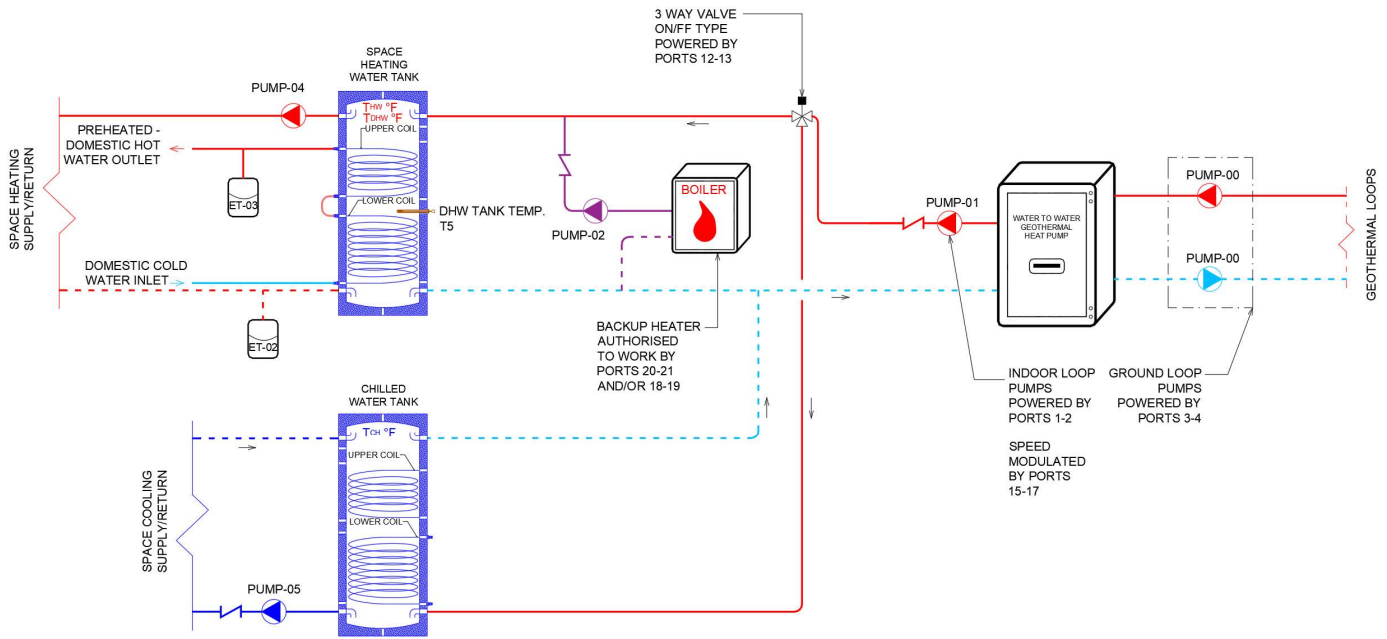 3 WAY VALVE
ON/FF TYPE
POWERED BY
PORTS 12-13
SPACE
HEATING
WATER TANK
PUMP-04
THW °F
TDHW °F
UPPER COIL
PREHEATED -
DOMESTIC HOT
WATER OUTLET
ET-03
LOWER COIL
DHW TANK TEMP.
T5
SPACE HEATING
SUPPLY/RETURN
DOMESTIC COLD
WATER INLET
ET-02
BOILER
PUMP-02
BACKUP HEATER
AUTHORISED
TO WORK BY
PORTS 20-21
AND/OR 18-19
PUMP-01
WATER TO WATER
GEOTHERMAL
HEAT PUMP
PUMP-00
PUMP-00
GEOTHERMAL LOOPS
INDOOR LOOP
PUMPS
POWERED BY
PORTS 1-2
SPEED
MODULATED
BY PORTS
15-17
GROUND LOOP
PUMPS
POWERED BY
PORTS 3-4
CHILLED
WATER TANK
TCH °F
UPPER COIL
LOWER COIL
SPACE COOLING
SUPPLY/RETURN
PUMP-05